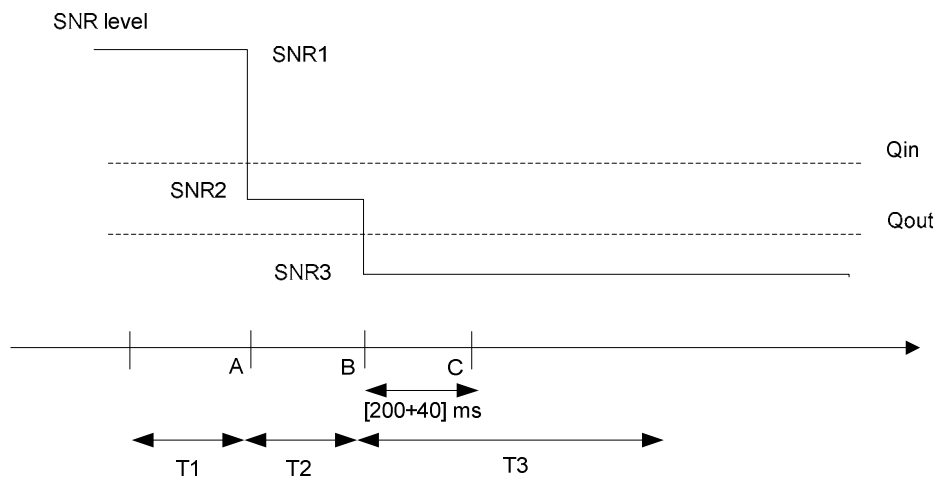 SNR level
SNR1
Qin
SNR2
Qout
SNR3
A
B
C
[200+40] ms
T1
T2
T3